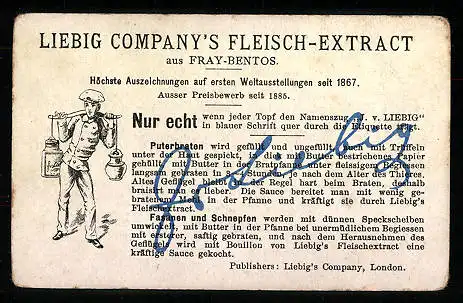 LIEBIG COMPANY'S FLEISCH-EXTRACT
aus FRAY-BENTOS.
Höchste Auszeichnungen auf ersten Weltausstellungen seit 1867.
Ausser Preisbewerb seit 1885.
Nur echt wenn jeder Topf den Namenszug "J. v. LIEBIG"
in blauer Schrift quer durch die Etiquette trägt.
Puterbraten wird gefüllt und ungefüllt, auch mit Trüffeln
unter der Haut gespickt, auf die mit Butter bestrichenes Papier
gehüllt, mit Butter in der Bratpfanne unter fleissigem Begiessen
langsam gebraten in 2–4 Stunden, je nach dem Alter des Thieres.
Altes Geflügel bleibt in der Regel hart beim Braten, deshalb
brainirt man lieber. Die Sauce bereitet man mit wenig ge-
bratenem Mehl in der Pfanne und kräftigt sie durch Liebig's
Fleischextract.
Fasanen und Schnepfen werden mit dünnen Speckscheiben
umwickelt, mit Butter in der Pfanne bei unermüdlichem Begiessen
mit ersterer, saftig gebraten, und nach dem Herausnehmen des
Geflügels wird mit Bouillon von Liebig's Fleischextract eine
kräftige Sauce gekocht.
Publishers: Liebig's Company, London.
J v Liebig